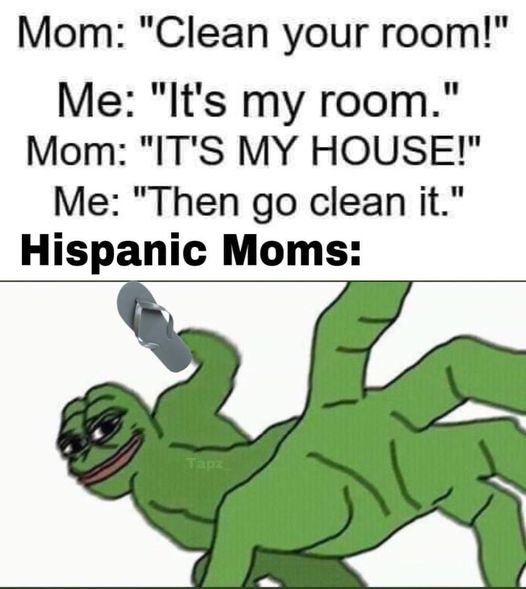 Mom: "Clean your room!"
Me: "It's my room."
Mom: "IT'S MY HOUSE!"
Me: "Then go clean it."
Hispanic Moms:
Tapz